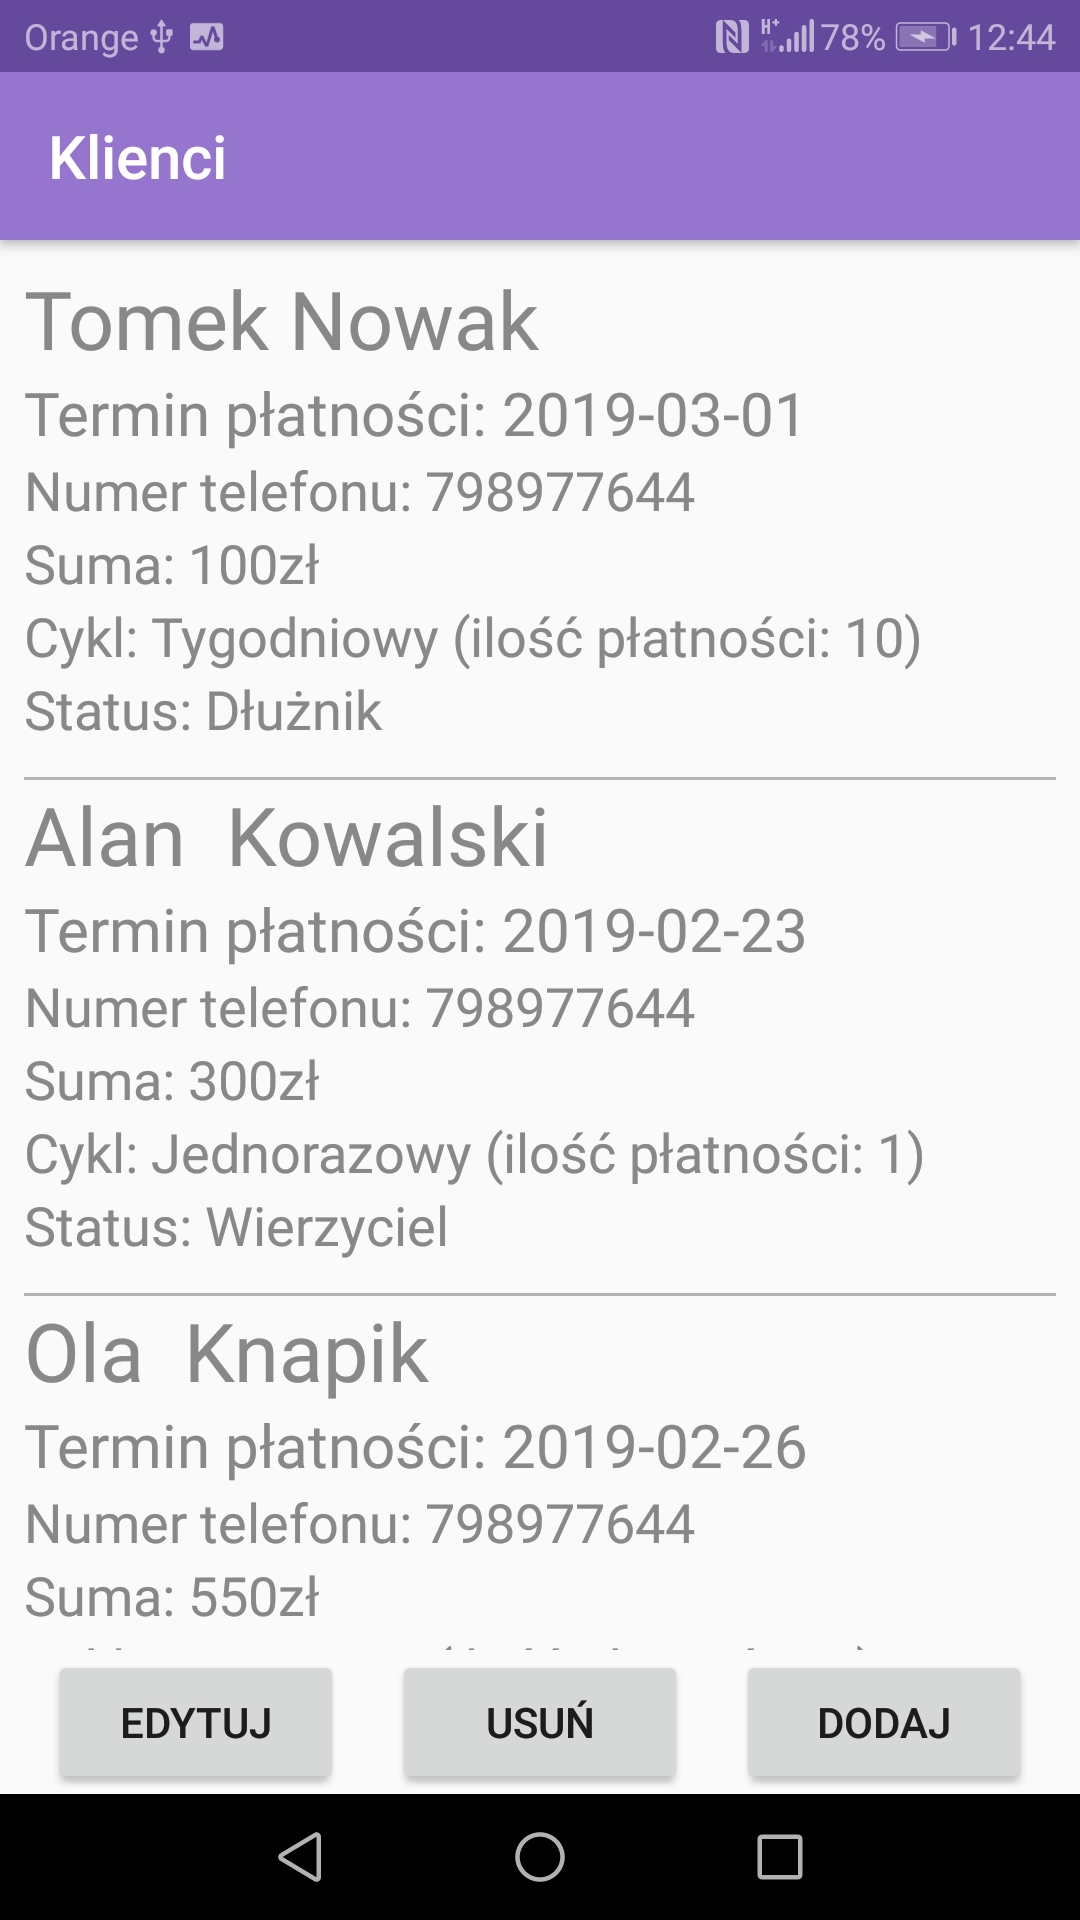 Orange 78% 12:44
Klienci
Tomek Nowak
Termin płatności: 2019-03-01
Numer telefonu: 798977644
Suma: 100zł
Cykl: Tygodniowy (ilość płatności: 10)
Status: Dłużnik
Alan  Kowalski
Termin płatności: 2019-02-23
Numer telefonu: 798977644
Suma: 300zł
Cykl: Jednorazowy (ilość płatności: 1)
Status: Wierzyciel
Ola  Knapik
Termin płatności: 2019-02-26
Numer telefonu: 798977644
Suma: 550zł
EDYTUJ USUŃ DODAJ